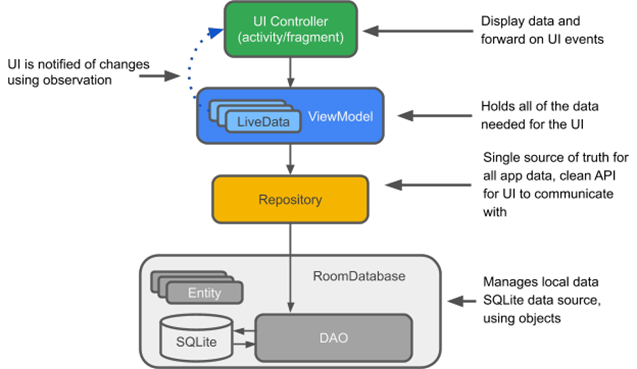 UI Controller
(activity/fragment)
Display data and
forward on UI events
UI is notified of changes
using observation
LiveData
ViewModel
Holds all of the data
needed for the UI
Single source of truth for
all app data, clean API
for UI to communicate
with
Repository
RoomDatabase
Entity
Manages local data
SQLite data source,
using objects
SQLite
DAO